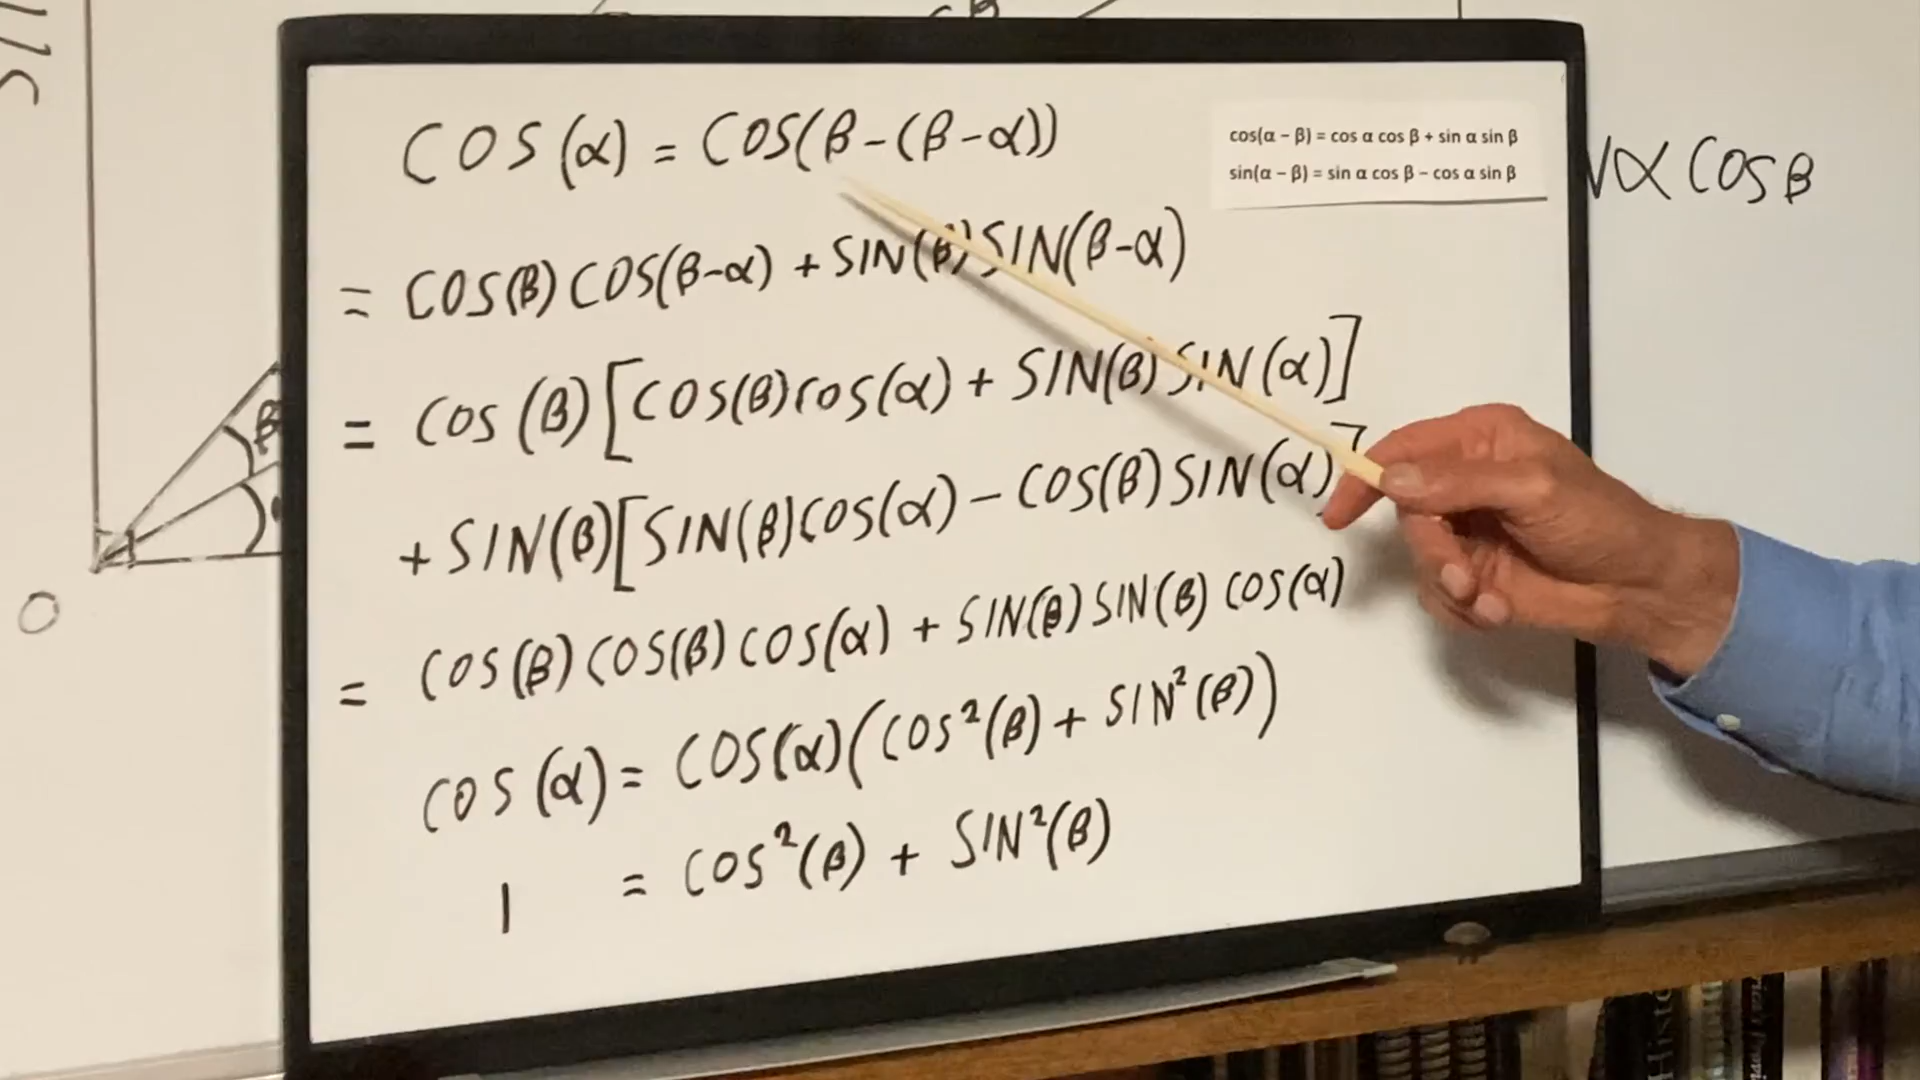 COS(α) = COS(β-(β-α))
cos(α – β) = cos α cos β + sin α sin β
sin(α – β) = sin α cos β – cos α sin β
= COS(β)COS(β-α) + SIN(β)SIN(β-α)
= COS(β)[COS(β)COS(α) + SIN(β)SIN(α)]
+ SIN(β)[SIN(β)COS(α) - COS(β)SIN(α)]
= COS(β)COS(β)COS(α) + SIN(β)SIN(β)COS(α)
COS(α) = COS(α)(COS²(β) + SIN²(β))
1 = COS²(β) + SIN²(β)
α COS β
β
O